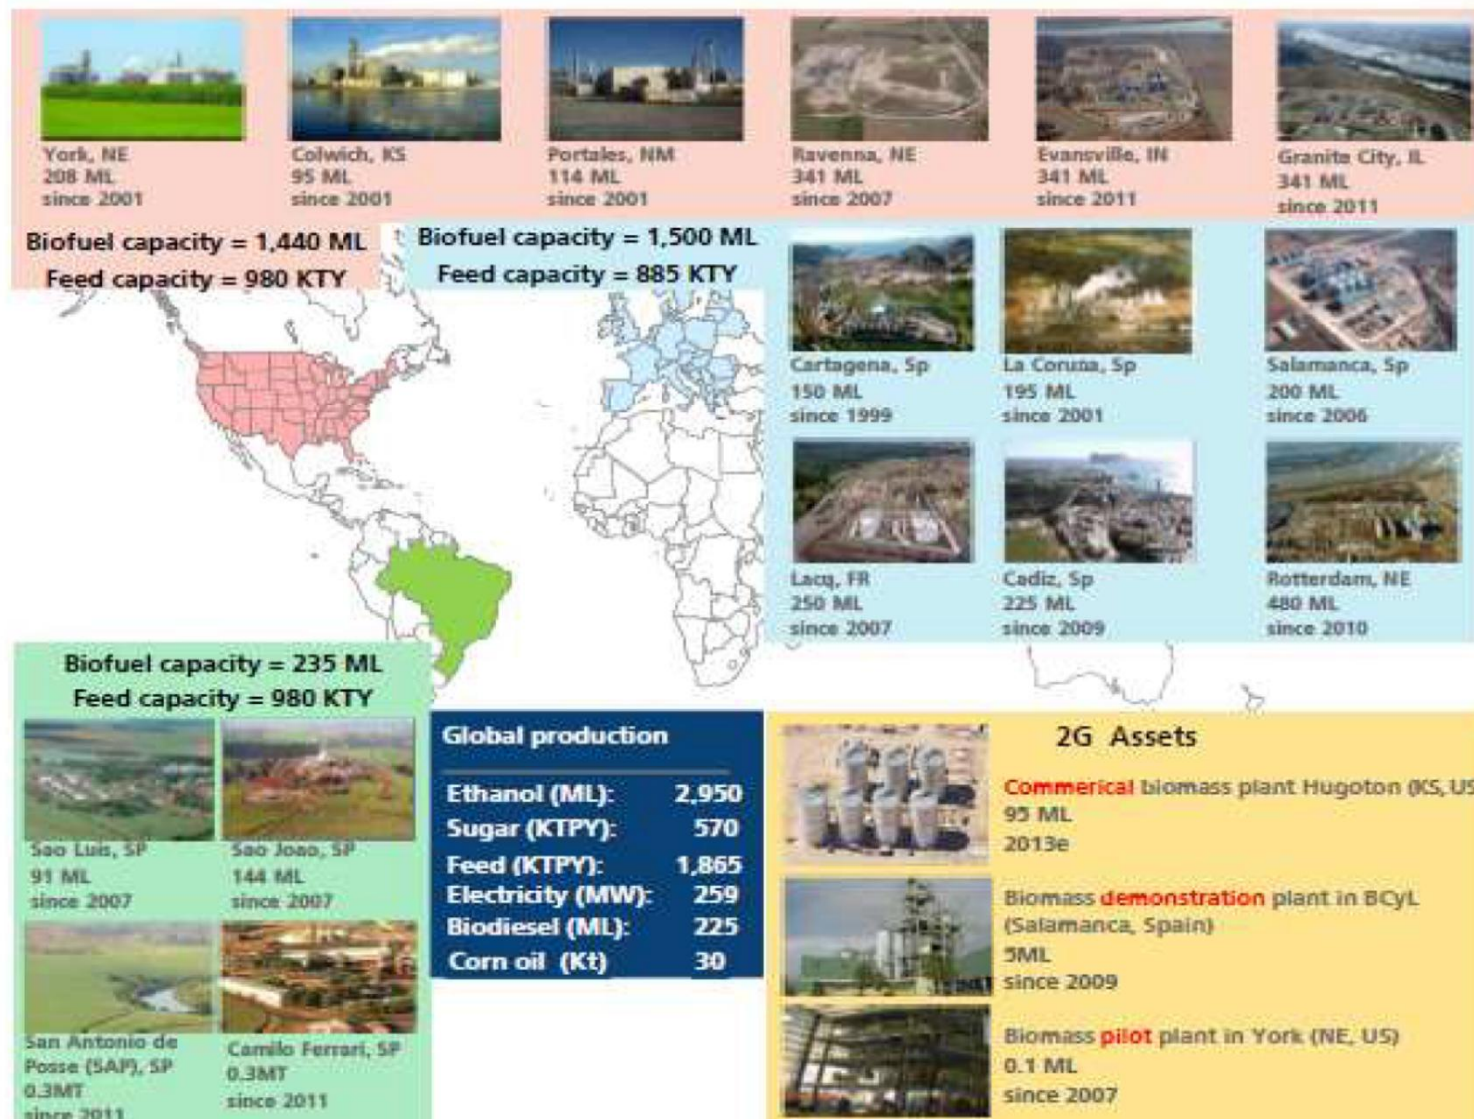 York, NE
208 ML
since 2001
Colwich, KS
95 ML
since 2001
Portales, NM
114 ML
since 2001
Ravenna, NE
341 ML
since 2007
Evansville, IN
341 ML
since 2011
Granite City, IL
341 ML
since 2011
Biofuel capacity = 1,440 ML
Feed capacity = 980 KTY
Biofuel capacity = 1,500 ML
Feed capacity = 885 KTY
Cartagena, Sp
150 ML
since 1999
La Coruna, Sp
195 ML
since 2001
Salamanca, Sp
200 ML
since 2006
Lacq, FR
250 ML
since 2007
Cadiz, Sp
225 ML
since 2009
Rotterdam, NE
480 ML
since 2010
Biofuel capacity = 235 ML
Feed capacity = 980 KTY
Sao Luis, SP
91 ML
since 2007
Sao Joao, SP
144 ML
since 2007
San Antonio de
Posse (SAP), SP
0.3MT
since 2011
Camilo Ferrari, SP
0.3MT
since 2011
Global production
Ethanol (ML): 2,950
Sugar (KTPY): 570
Feed (KTPY): 1,865
Electricity (MW): 259
Biodiesel (ML): 225
Corn oil (Kt) 30
2G Assets
Commerical biomass plant Hugoton (KS, US
95 ML
2013e
Biomass demonstration plant in BCyL
(Salamanca, Spain)
5ML
since 2009
Biomass pilot plant in York (NE, US)
0.1 ML
since 2007